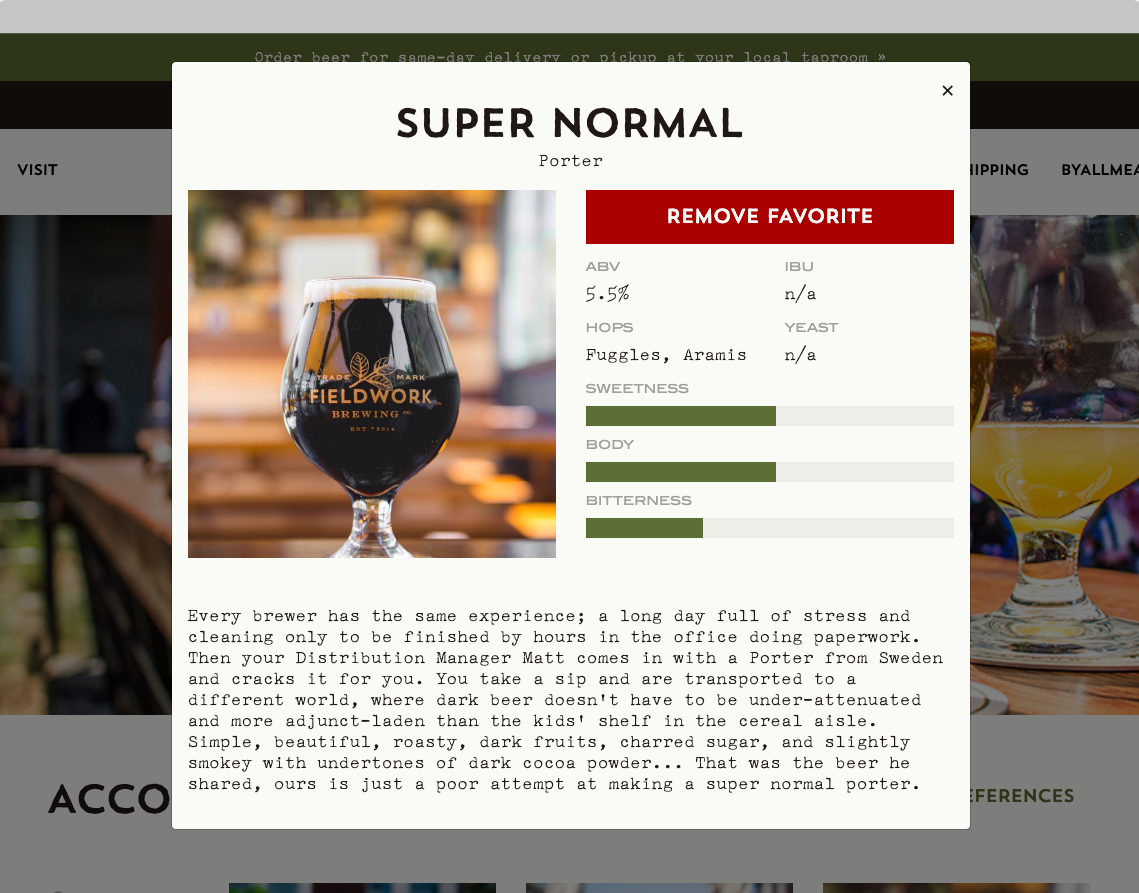 Order beer for same-day delivery or pickup at your local taproom »
×
SUPER NORMAL
Porter
VISIT
HIPPING
BYALLMEA
REMOVE FAVORITE
ABV
IBU
5.5%
n/a
HOPS
YEAST
Fuggles, Aramis
n/a
SWEETNESS
BODY
BITTERNESS
TRADE MARK
FIELDWORK
BREWING CO.
EST. 2014
Every brewer has the same experience; a long day full of stress and
cleaning only to be finished by hours in the office doing paperwork.
Then your Distribution Manager Matt comes in with a Porter from Sweden
and cracks it for you. You take a sip and are transported to a
different world, where dark beer doesn't have to be under-attenuated
and more adjunct-laden than the kids' shelf in the cereal aisle.
Simple, beautiful, roasty, dark fruits, charred sugar, and slightly
smokey with undertones of dark cocoa powder... That was the beer he
shared, ours is just a poor attempt at making a super normal porter.
ACCO
EFERENCES